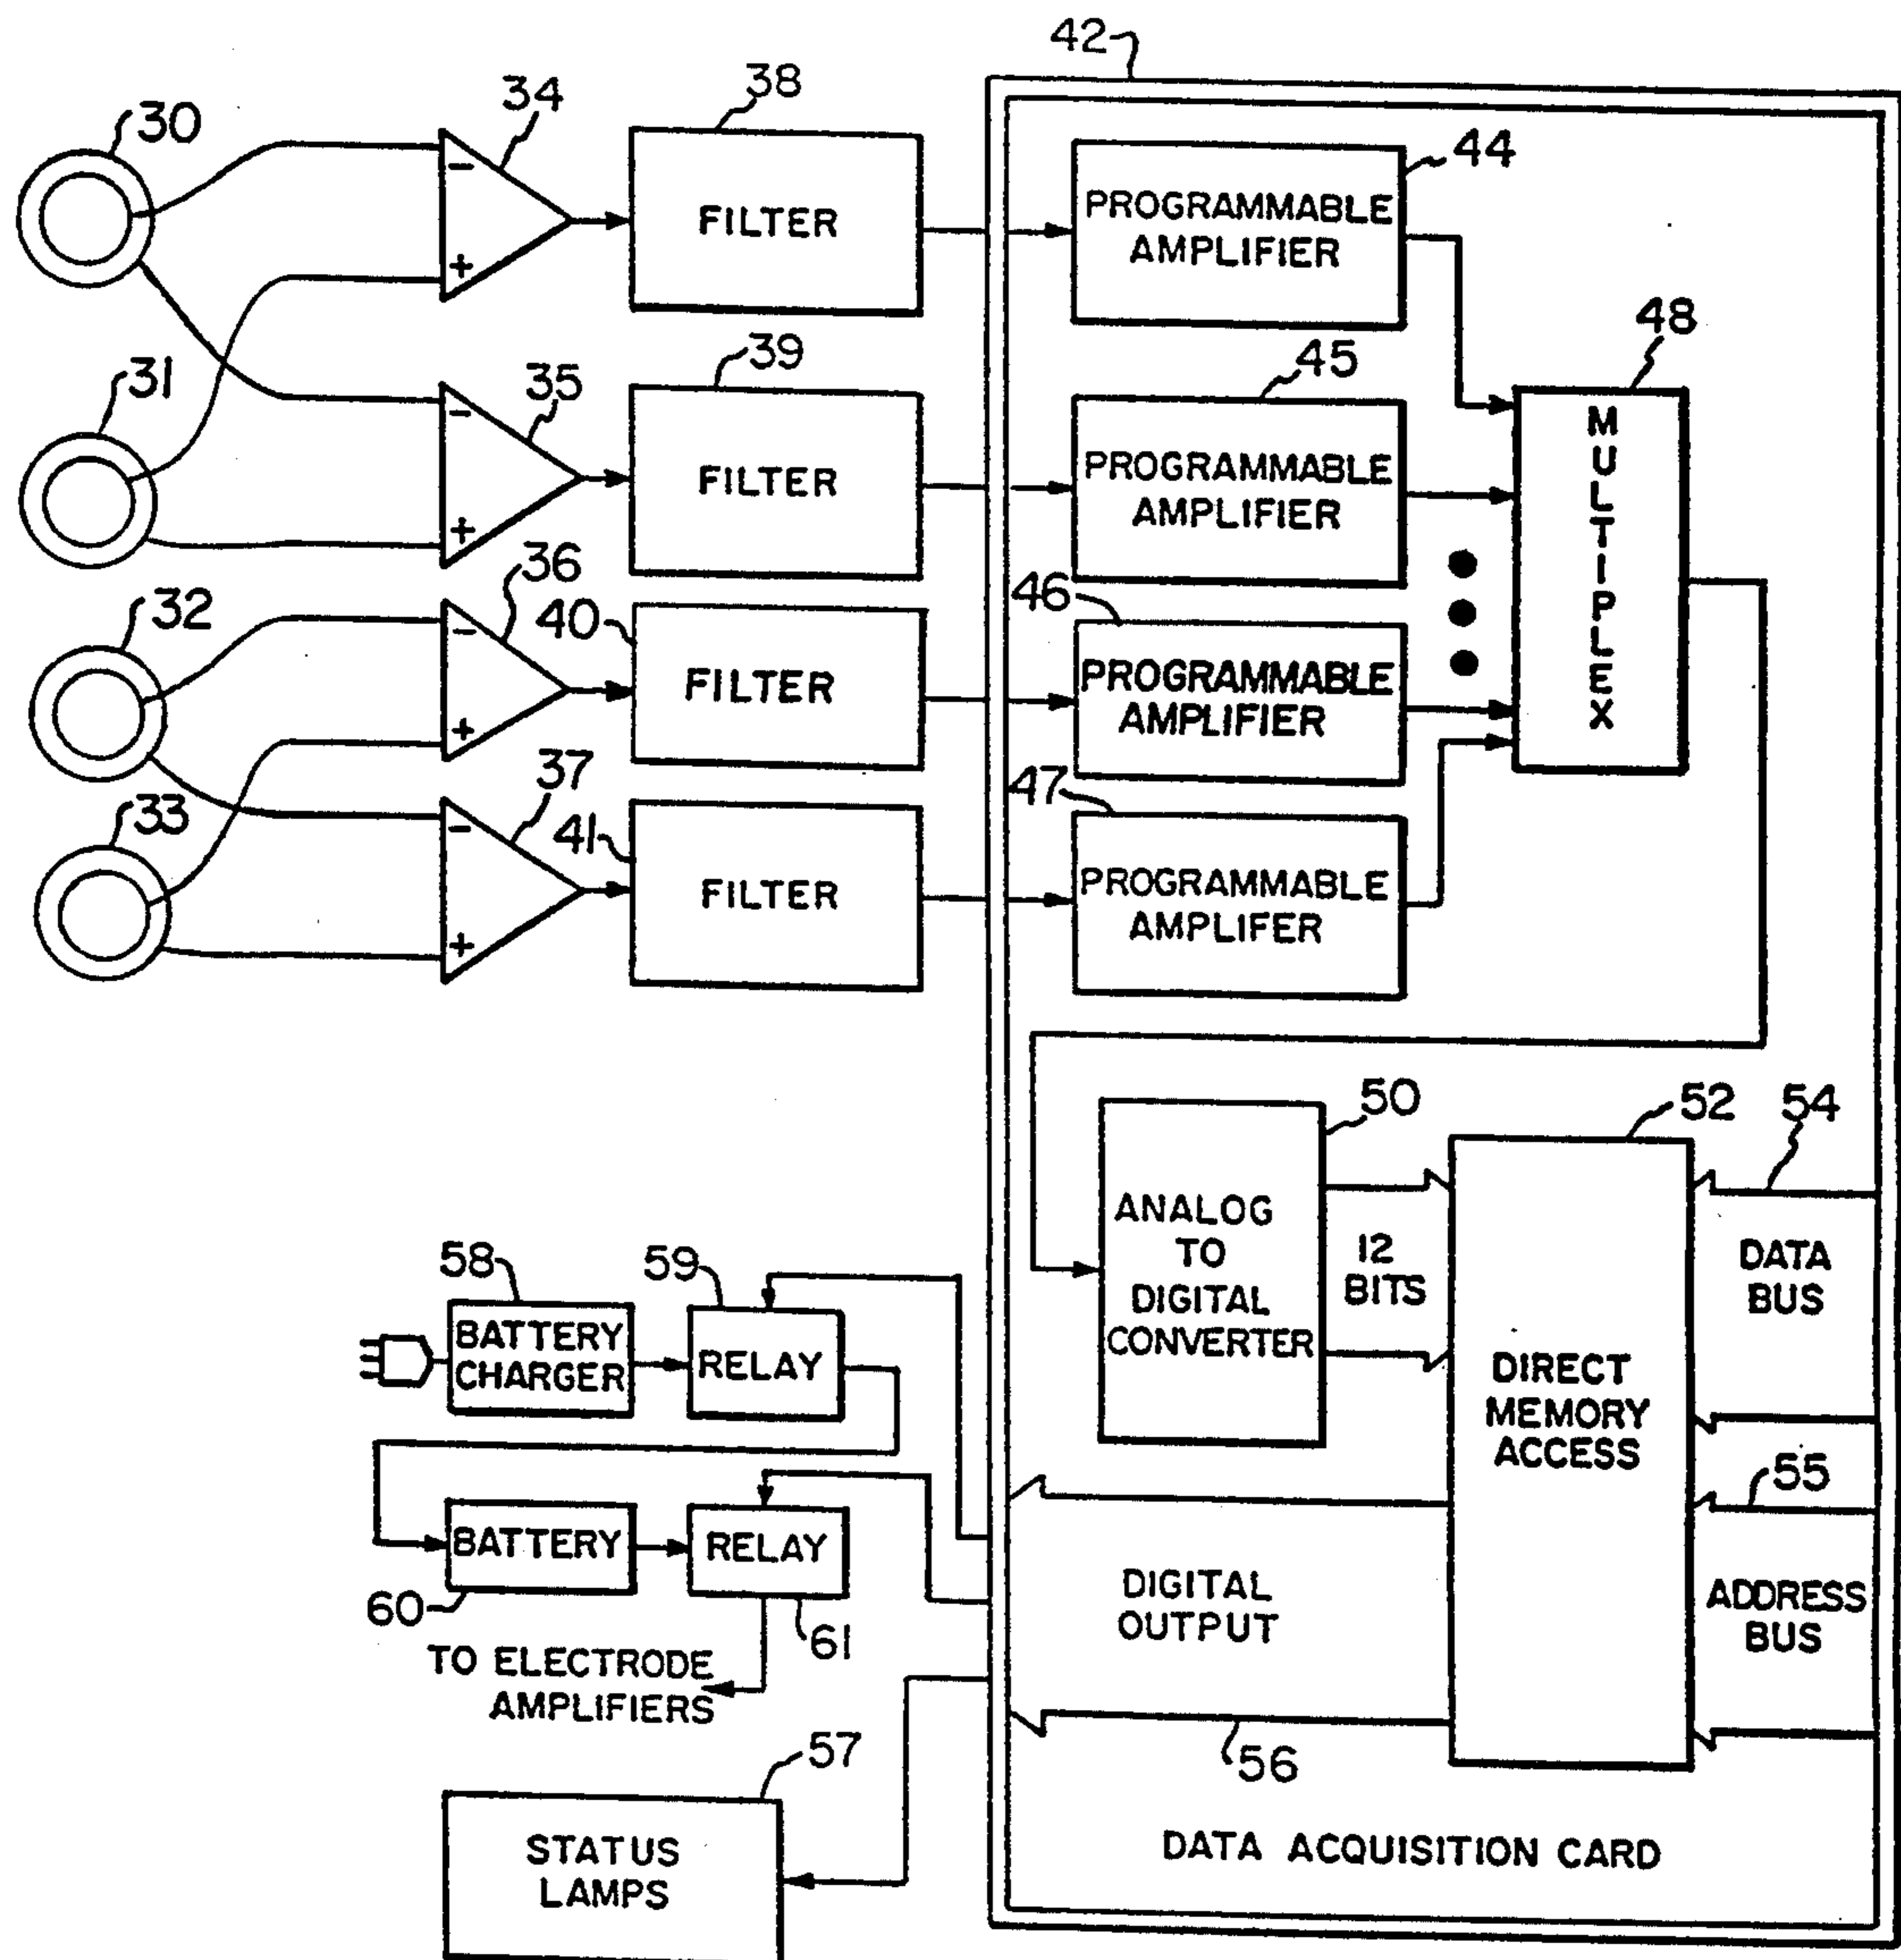 42
30
34
38
44
-
+
FILTER
PROGRAMMABLE
AMPLIFIER
31
35
39
45
48
-
+
FILTER
PROGRAMMABLE
AMPLIFIER
MULTIPLEX
32
36
40
46
-
+
FILTER
PROGRAMMABLE
AMPLIFIER
33
37
41
47
-
+
FILTER
PROGRAMMABLE
AMPLIFER
50
52
54
ANALOG
TO
DIGITAL
CONVERTER
12
BITS
DIRECT
MEMORY
ACCESS
DATA
BUS
55
ADDRESS
BUS
58
59
BATTERY
CHARGER
RELAY
BATTERY
RELAY
60
61
TO ELECTRODE
AMPLIFIERS
DIGITAL
OUTPUT
56
57
STATUS
LAMPS
DATA ACQUISITION CARD